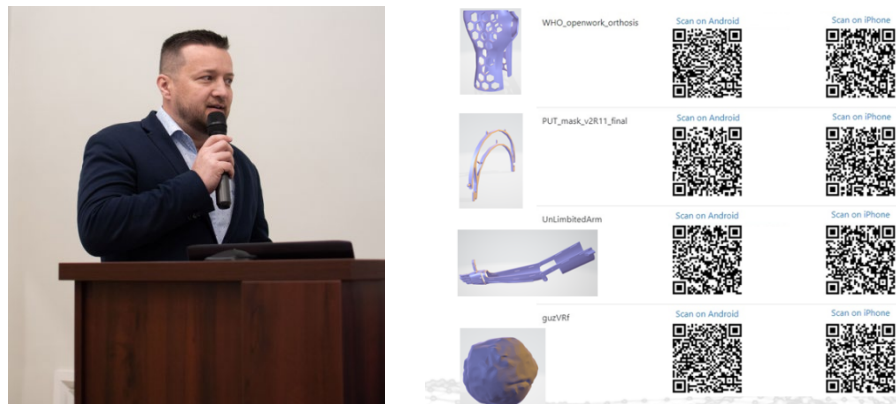 WHO_openwork_orthosis
Scan on Android
Scan on iPhone
PUT_mask_v2R11_final
Scan on Android
Scan on iPhone
UnLimbitedArm
Scan on Android
Scan on iPhone
guzVRf
Scan on Android
Scan on iPhone